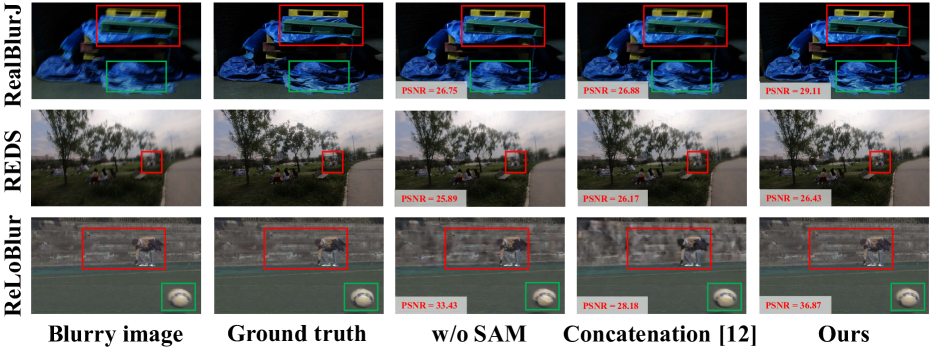 RealBlurJ
PSNR = 26.75
PSNR = 26.88
PSNR = 29.11
REDS
PSNR = 25.89
PSNR = 26.17
PSNR = 26.43
ReLoBlur
PSNR = 33.43
PSNR = 28.18
PSNR = 36.87
Blurry image
Ground truth
w/o SAM
Concatenation [12]
Ours